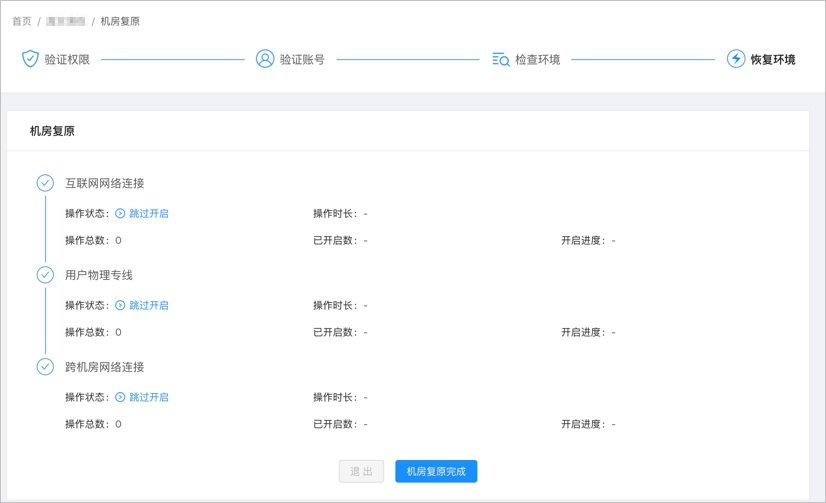 首页 / / 机房复原
验证权限 验证账号 检查环境 恢复环境
机房复原
互联网网络连接
操作状态： 跳过开启 操作时长： -
操作总数： 0 已开启数： - 开启进度： -
用户物理专线
操作状态： 跳过开启 操作时长： -
操作总数： 0 已开启数： - 开启进度： -
跨机房网络连接
操作状态： 跳过开启 操作时长： -
操作总数： 0 已开启数： - 开启进度： -
退 出 机房复原完成